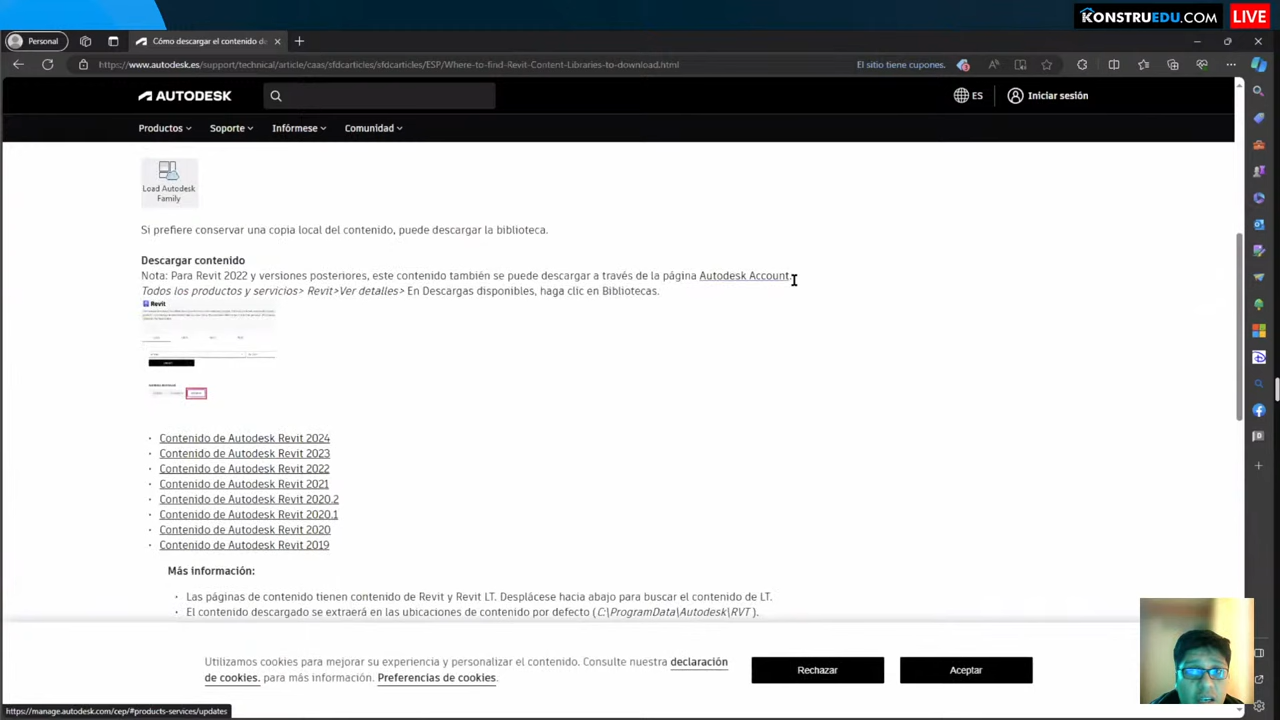 KONSTRUEDU.COM LIVE
Personal
Cómo descargar el contenido de
https://www.autodesk.es/support/technical/article/caas/sfdcarticles/sfdcarticles/ESP/Where-to-find-Revit-Content-Libraries-to-download.html
El sitio tiene cupones.
AUTODESK
ES
Iniciar sesión
Productos
Soporte
Infórmese
Comunidad
Load Autodesk
Family
Si prefiere conservar una copia local del contenido, puede descargar la biblioteca.
Descargar contenido
Nota: Para Revit 2022 y versiones posteriores, este contenido también se puede descargar a través de la página Autodesk Account.
Todos los productos y servicios> Revit>Ver detalles> En Descargas disponibles, haga clic en Bibliotecas.
Revit
· Contenido de Autodesk Revit 2024
· Contenido de Autodesk Revit 2023
· Contenido de Autodesk Revit 2022
· Contenido de Autodesk Revit 2021
· Contenido de Autodesk Revit 2020.2
· Contenido de Autodesk Revit 2020.1
· Contenido de Autodesk Revit 2020
· Contenido de Autodesk Revit 2019
Más información:
· Las páginas de contenido tienen contenido de Revit y Revit LT. Desplácese hacia abajo para buscar el contenido de LT.
· El contenido descargado se extraerá en las ubicaciones de contenido por defecto (C:\ProgramData\Autodesk\RVT ).
Utilizamos cookies para mejorar su experiencia y personalizar el contenido. Consulte nuestra declaración
de cookies. para más información. Preferencias de cookies.
Rechazar
Aceptar
https://manage.autodesk.com/cep/#products-services/updates